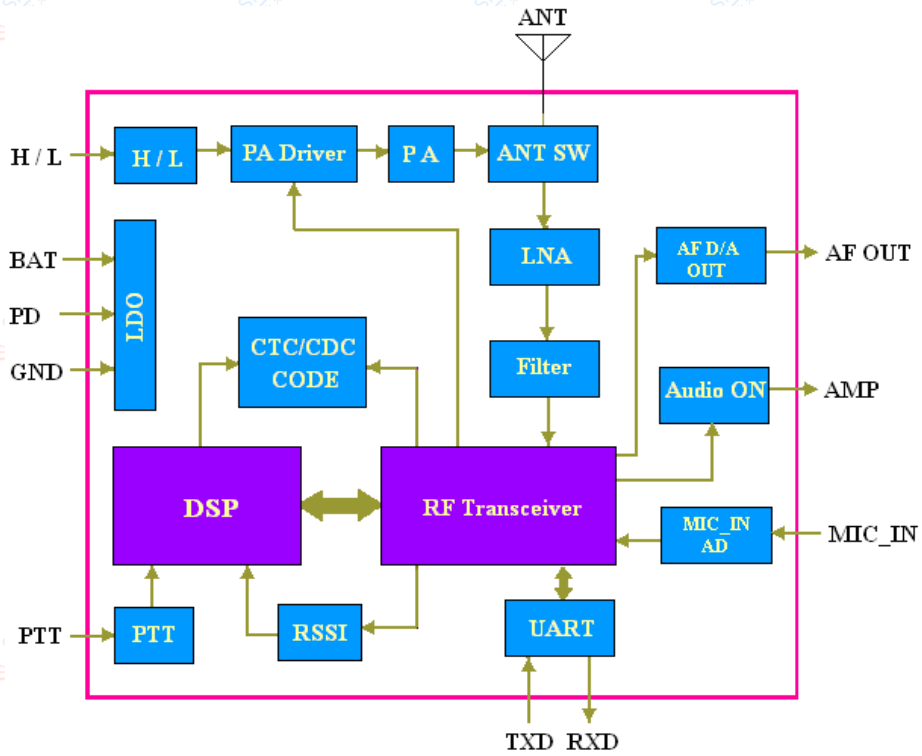 ANT
H / L
H / L
PA Driver
P A
ANT SW
BAT
PD
GND
LDO
LNA
AF D/A
OUT
AF OUT
CTC/CDC
CODE
Filter
Audio ON
AMP
DSP
RF Transceiver
MIC_IN
AD
MIC_IN
PTT
PTT
RSSI
UART
TXD
RXD